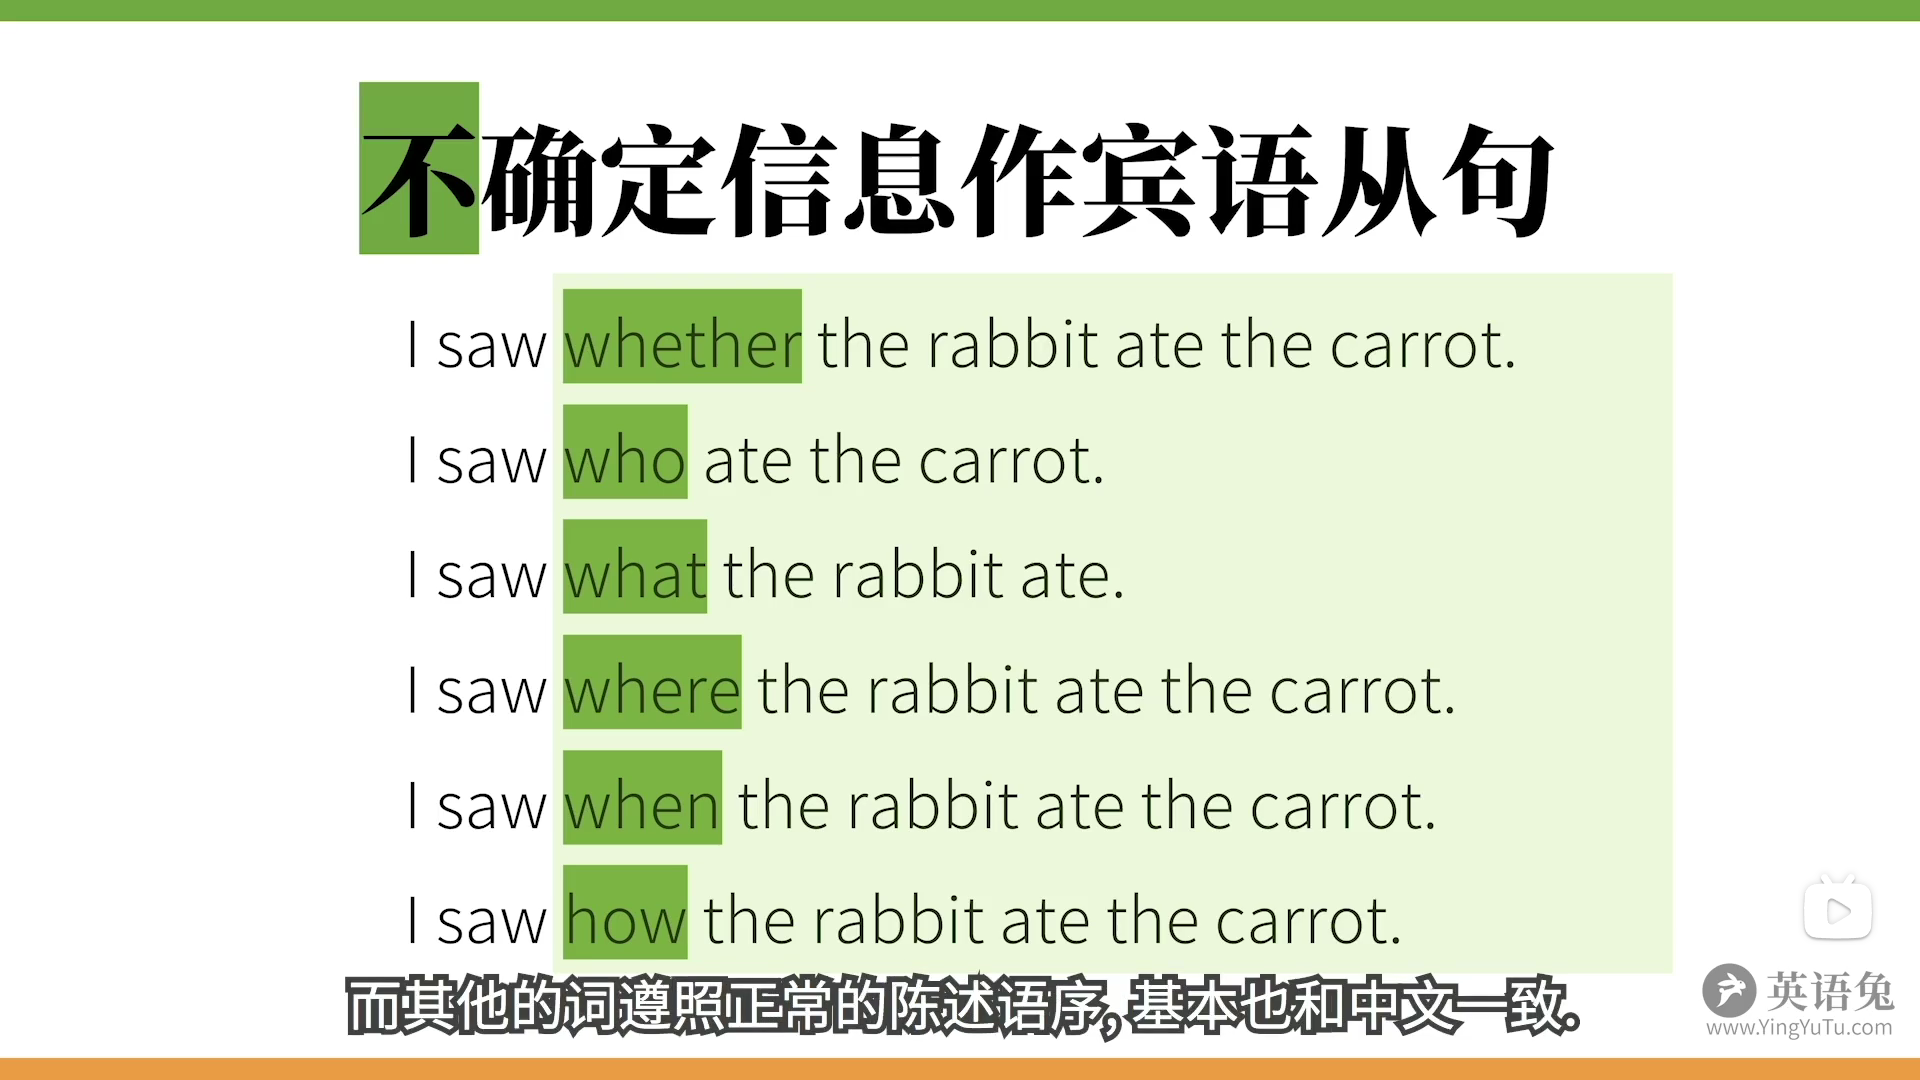 不确定信息作宾语从句
I saw whether the rabbit ate the carrot.
I saw who ate the carrot.
I saw what the rabbit ate.
I saw where the rabbit ate the carrot.
I saw when the rabbit ate the carrot.
I saw how the rabbit ate the carrot.
而其他的词遵照正常的陈述语序, 基本也和中文一致.
英语兔
www.YingYuTu.com